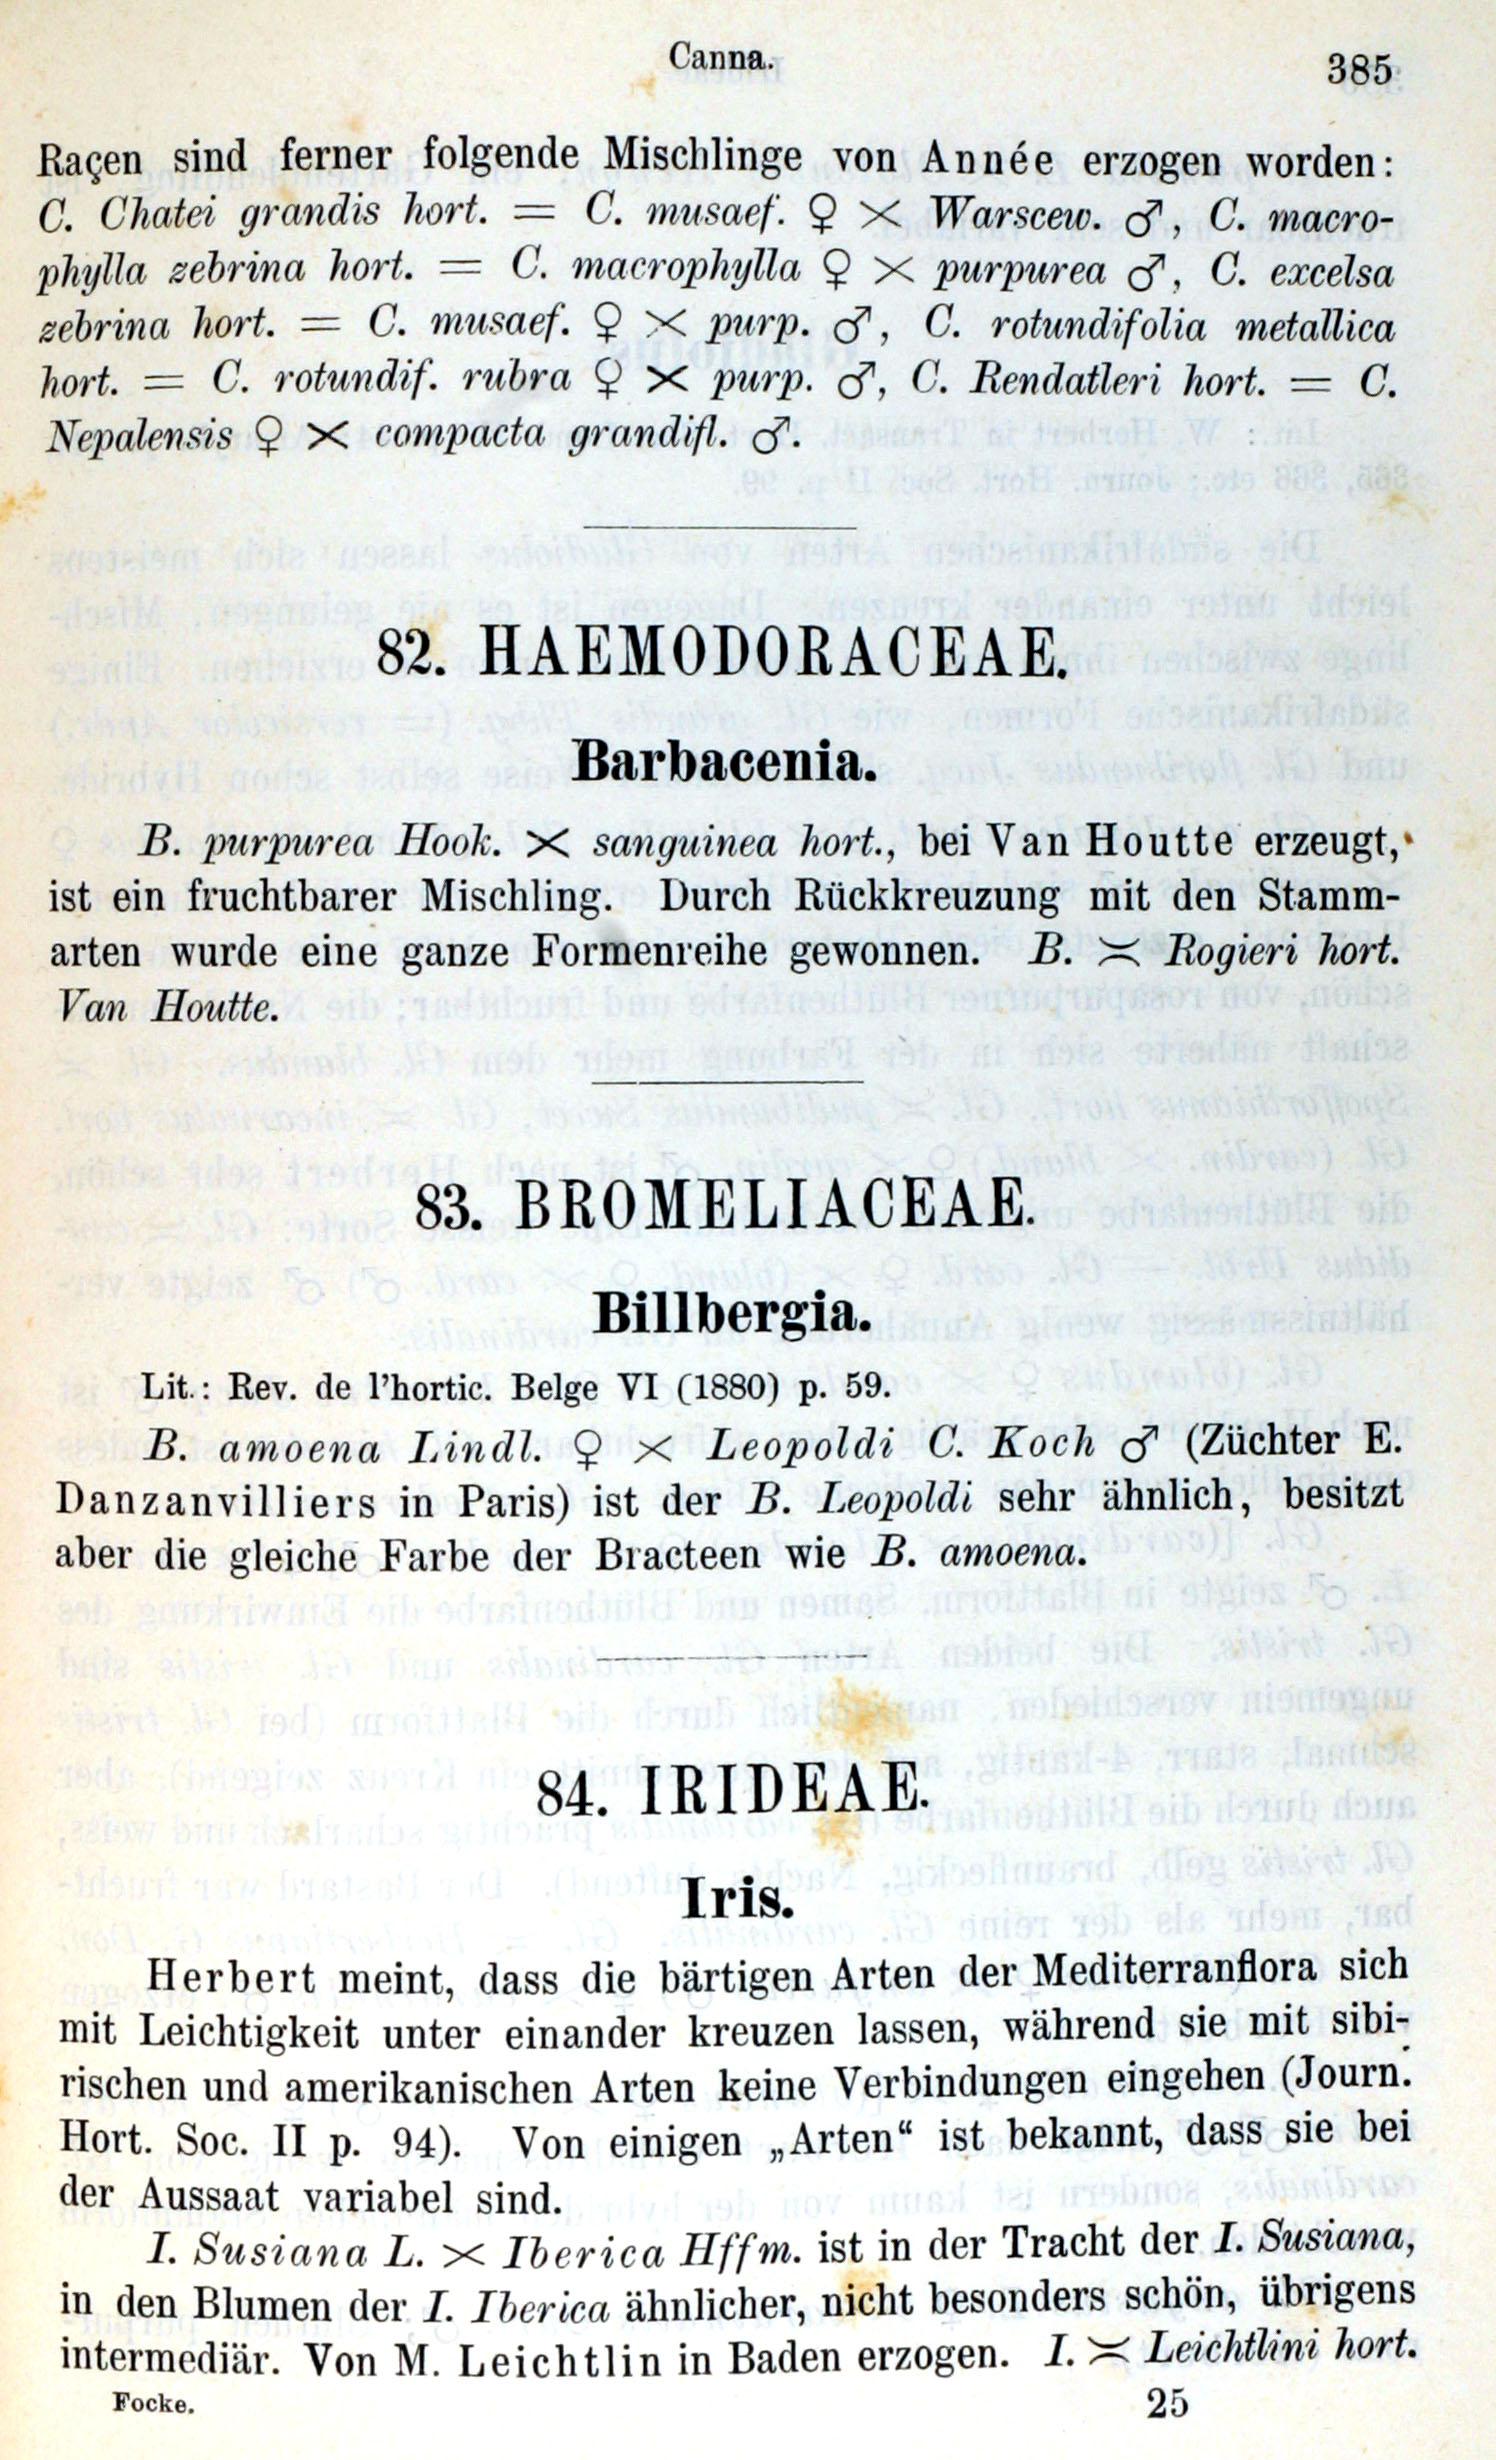 Canna. 385
Raçen sind ferner folgende Mischlinge von Année erzogen worden:
C. Chatei grandis hort. = C. musaef. ♀ × Warscew. ♂, C. macro-
phylla zebrina hort. = C. macrophylla ♀ × purpurea ♂, C. excelsa
zebrina hort. = C. musaef. ♀ × purp. ♂, C. rotundifolia metallica
hort. = C. rotundif. rubra ♀ × purp. ♂, C. Rendatleri hort. = C.
Nepalensis ♀ × compacta grandifl. ♂.
82. HAEMODORACEAE.
Barbacenia.
B. purpurea Hook. × sanguinea hort., bei Van Houtte erzeugt,
ist ein fruchtbarer Mischling. Durch Rückkreuzung mit den Stamm-
arten wurde eine ganze Formenreihe gewonnen. B. ≍ Rogieri hort.
Van Houtte.
83. BROMELIACEAE.
Billbergia.
Lit.: Rev. de l'hortic. Belge VI (1880) p. 59.
B. amoena Lindl. ♀ × Leopoldi C. Koch ♂ (Züchter E.
Danzanvilliers in Paris) ist der B. Leopoldi sehr ähnlich, besitzt
aber die gleiche Farbe der Bracteen wie B. amoena.
84. IRIDEAE.
Iris.
Herbert meint, dass die bärtigen Arten der Mediterranflora sich
mit Leichtigkeit unter einander kreuzen lassen, während sie mit sibi-
rischen und amerikanischen Arten keine Verbindungen eingehen (Journ.
Hort. Soc. II p. 94). Von einigen „Arten“ ist bekannt, dass sie bei
der Aussaat variabel sind.
I. Susiana L. × Iberica Hffm. ist in der Tracht der I. Susiana,
in den Blumen der I. Iberica ähnlicher, nicht besonders schön, übrigens
intermediär. Von M. Leichtlin in Baden erzogen. I. ≍ Leichtlini hort.
Focke. 25